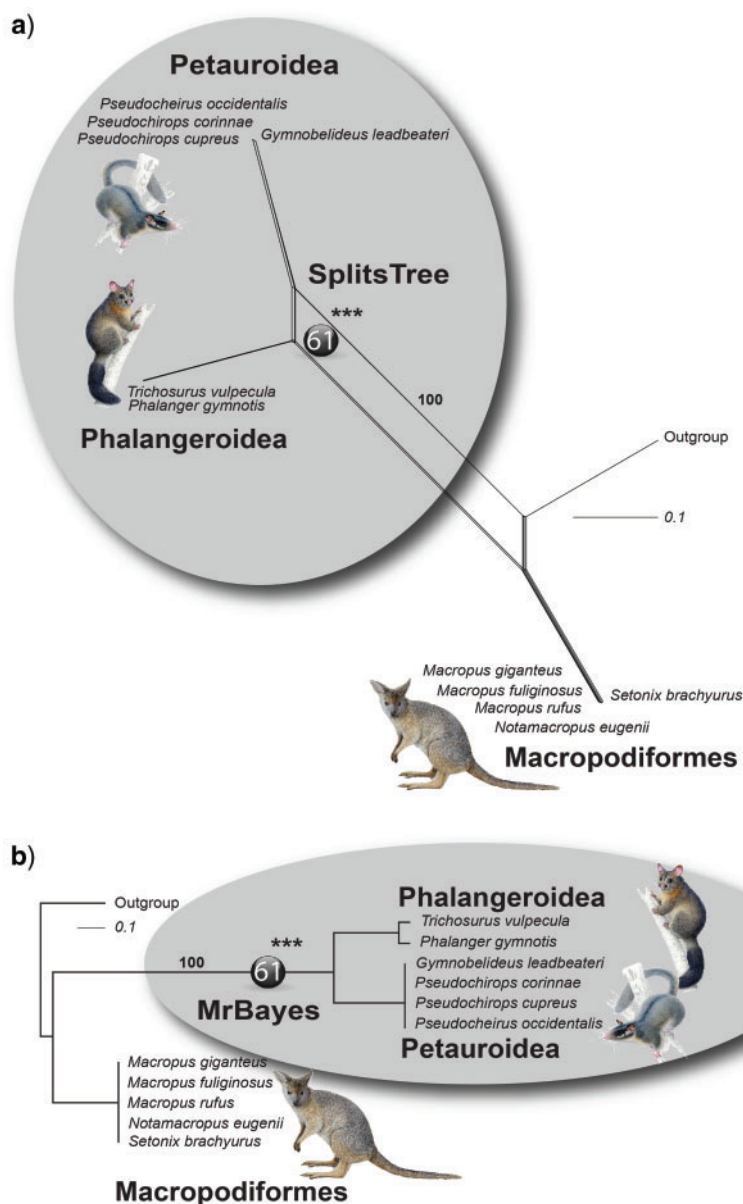 a)
Petauroidea
Pseudocheirus occidentalis
Pseudochirops corinnae
Pseudochirops cupreus
Gymnobelideus leadbeateri
SplitsTree
***
61
Trichosurus vulpecula
Phalanger gymnotis
Phalangeroidea
100
Outgroup
0.1
Macropus giganteus
Macropus fuliginosus
Macropus rufus
Setonix brachyurus
Notamacropus eugenii
Macropodiformes
b)
Outgroup
0.1
Phalangeroidea
Trichosurus vulpecula
Phalanger gymnotis
***
100
61
MrBayes
Gymnobelideus leadbeateri
Pseudochirops corinnae
Pseudochirops cupreus
Pseudocheirus occidentalis
Petauroidea
Macropus giganteus
Macropus fuliginosus
Macropus rufus
Notamacropus eugenii
Setonix brachyurus
Macropodiformes